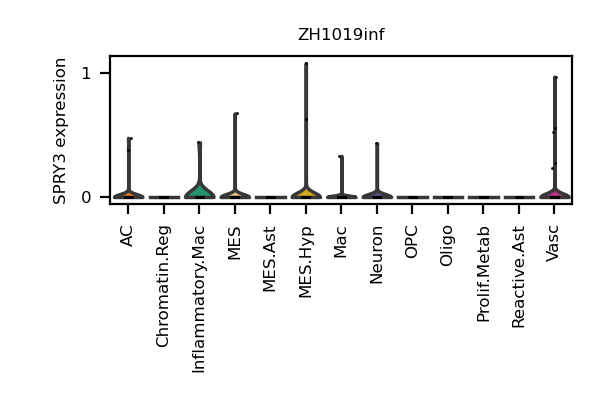 ZH1019inf
SPRY3 expression
1
0
AC
Chromatin.Reg
Inflammatory.Mac
MES
MES.Ast
MES.Hyp
Mac
Neuron
OPC
Oligo
Prolif.Metab
Reactive.Ast
Vasc